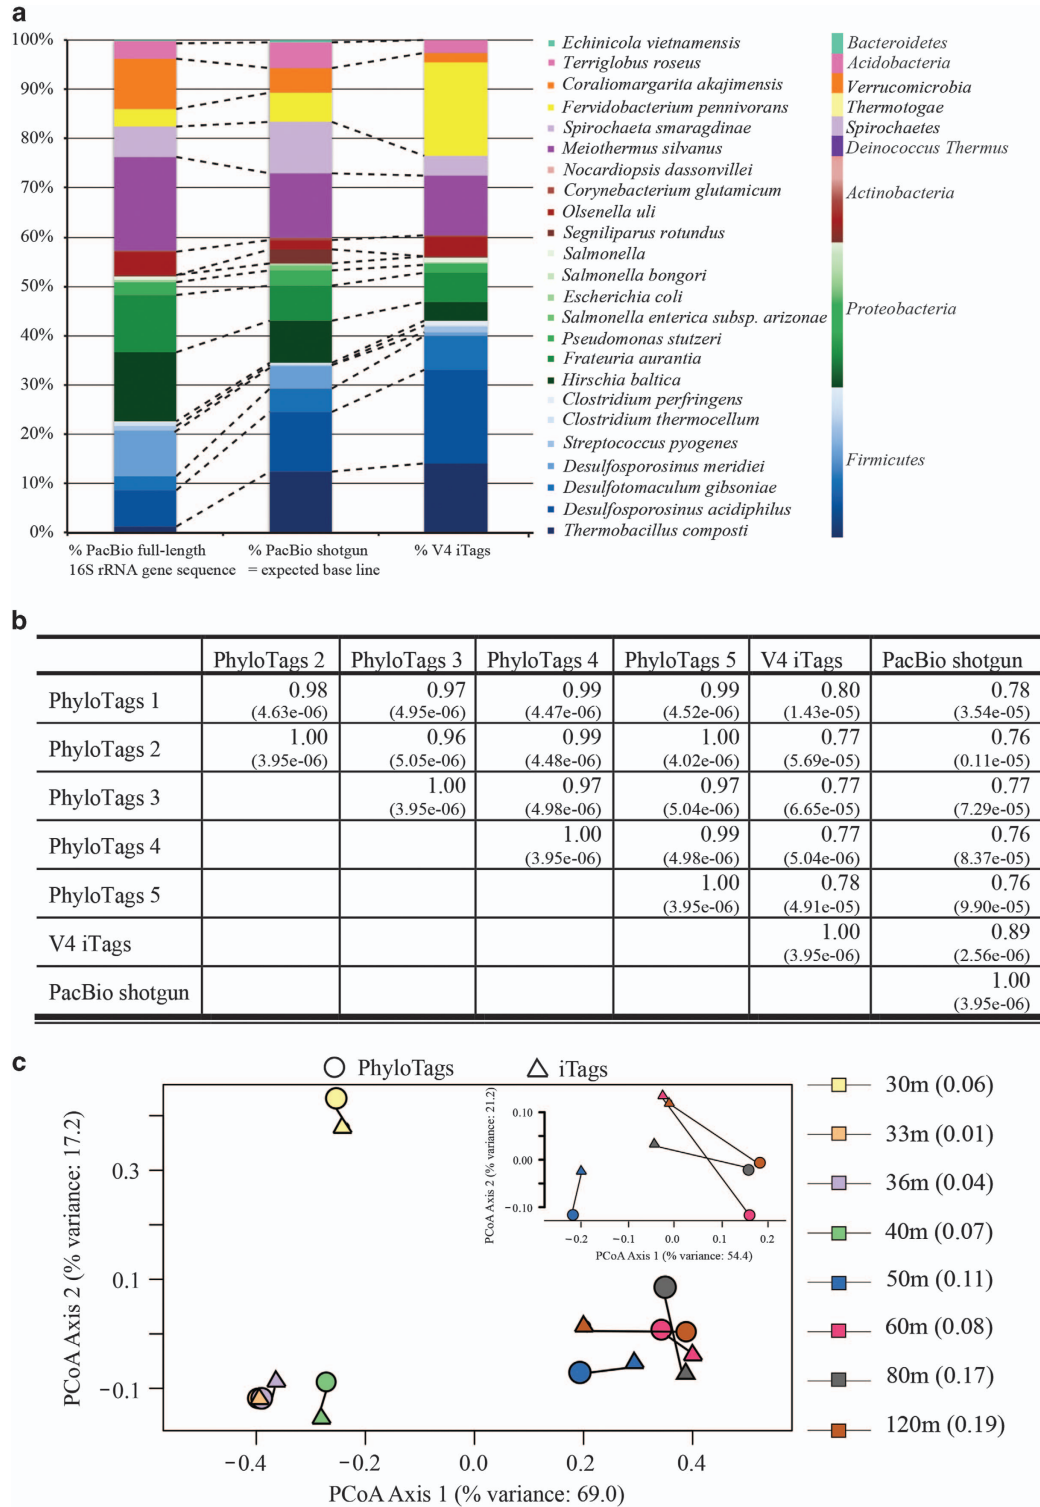 a
100%
90%
80%
70%
60%
50%
40%
30%
20%
10%
0%
% PacBio full-length
16S rRNA gene sequence
% PacBio shotgun
= expected base line
% V4 iTags
Echinicola vietnamensis
Terriglobus roseus
Coraliomargarita akajimensis
Fervidobacterium pennivorans
Spirochaeta smaragdinae
Meiothermus silvanus
Nocardiopsis dassonvillei
Corynebacterium glutamicum
Olsenella uli
Segniliparus rotundus
Salmonella
Salmonella bongori
Escherichia coli
Salmonella enterica subsp. arizonae
Pseudomonas stutzeri
Frateuria aurantia
Hirschia baltica
Clostridium perfringens
Clostridium thermocellum
Streptococcus pyogenes
Desulfosporosinus meridiei
Desulfotomaculum gibsoniae
Desulfosporosinus acidiphilus
Thermobacillus composti
Bacteroidetes
Acidobacteria
Verrucomicrobia
Thermotogae
Spirochaetes
Deinococcus Thermus
Actinobacteria
Proteobacteria
Firmicutes
b
PhyloTags 2 PhyloTags 3 PhyloTags 4 PhyloTags 5 V4 iTags PacBio shotgun
PhyloTags 1 0.98 0.97 0.99 0.99 0.80 0.78
(4.63e-06) (4.95e-06) (4.47e-06) (4.52e-06) (1.43e-05) (3.54e-05)
PhyloTags 2 1.00 0.96 0.99 1.00 0.77 0.76
(3.95e-06) (5.05e-06) (4.48e-06) (4.02e-06) (5.69e-05) (0.11e-05)
PhyloTags 3 1.00 0.97 0.97 0.77 0.77
(3.95e-06) (4.98e-06) (5.04e-06) (6.65e-05) (7.29e-05)
PhyloTags 4 1.00 0.99 0.77 0.76
(3.95e-06) (4.98e-06) (5.04e-06) (8.37e-05)
PhyloTags 5 1.00 0.78 0.76
(3.95e-06) (4.91e-05) (9.90e-05)
V4 iTags 1.00 0.89
(3.95e-06) (2.56e-06)
PacBio shotgun 1.00
(3.95e-06)
c
PhyloTags iTags
PCoA Axis 2 (% variance: 17.2)
0.3
0.1
−0.1
−0.4 −0.2 0.0 0.2 0.4
PCoA Axis 1 (% variance: 69.0)
PCoA Axis 2 (% variance: 21.2)
0.10
0.00
−0.10
−0.2 −0.1 0.0 0.1 0.2
PCoA Axis 1 (% variance: 54.4)
30m (0.06)
33m (0.01)
36m (0.04)
40m (0.07)
50m (0.11)
60m (0.08)
80m (0.17)
120m (0.19)